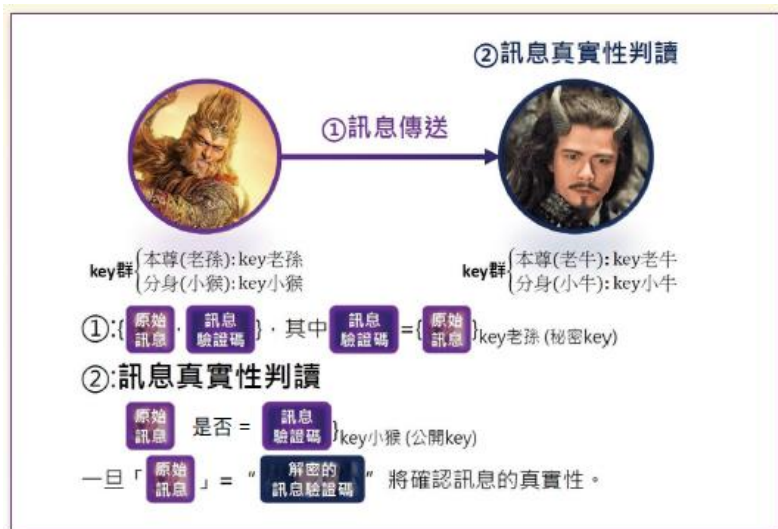 ②訊息真實性判讀
①訊息傳送
key群{本尊(老孫):key老孫
分身(小猴):key小猴
key群{本尊(老牛):key老牛
分身(小牛):key小牛
①:{原始訊息,訊息驗證碼},其中訊息驗證碼={原始訊息}key老孫 (秘密key)
②:訊息真實性判讀
原始訊息 是否 = 訊息驗證碼}key小猴 (公開key)
一旦「原始訊息」= “解密的訊息驗證碼” 將確認訊息的真實性。